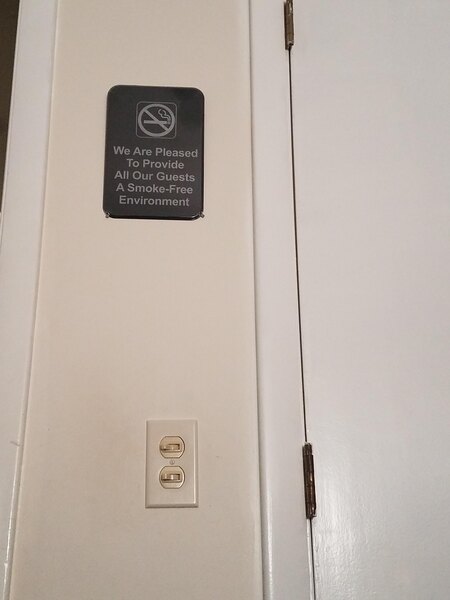 We Are Pleased
To Provide
All Our Guests
A Smoke-Free
Environment